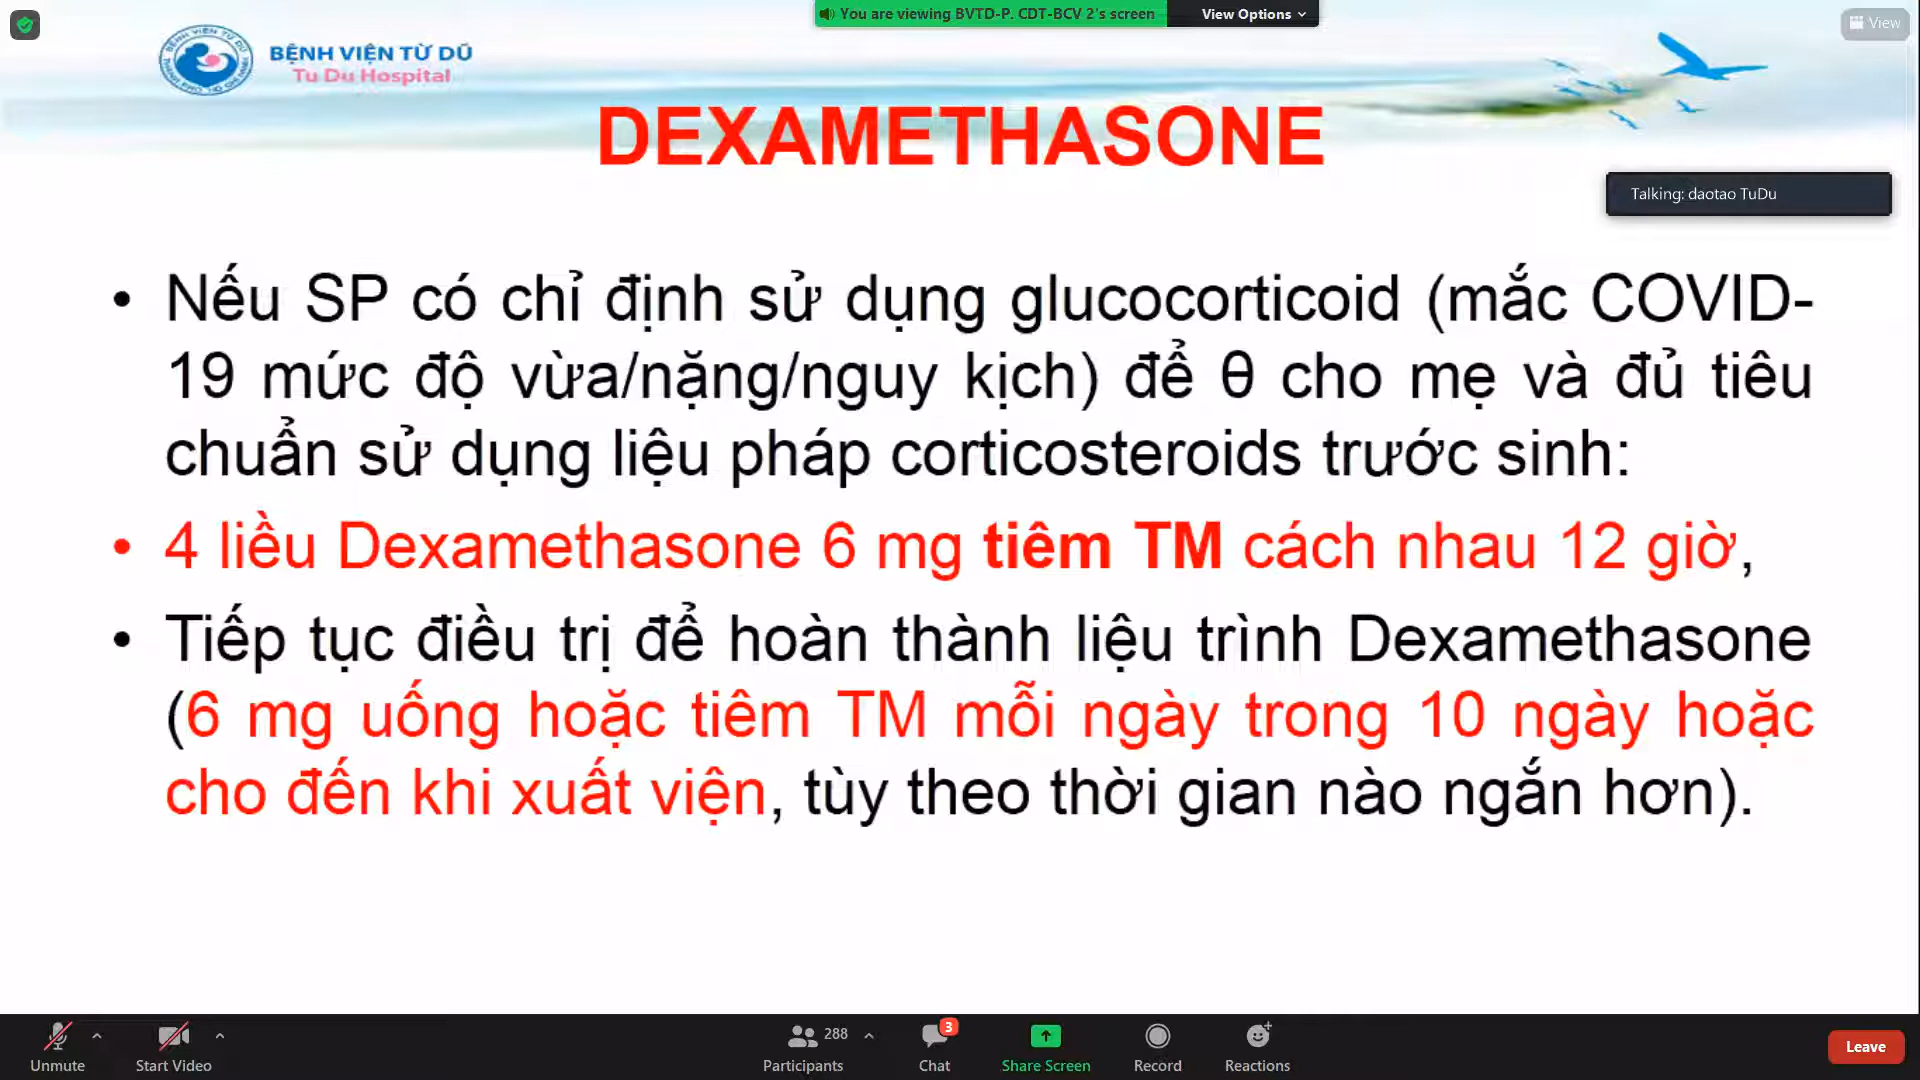 You are viewing BVTD-P. CDT-BCV 2's screen
View Options
View
BỆNH VIỆN TỪ DŨ
Tu Du Hospital
DEXAMETHASONE
Talking: daotao TuDu
• Nếu SP có chỉ định sử dụng glucocorticoid (mắc COVID-
19 mức độ vừa/nặng/nguy kịch) để θ cho mẹ và đủ tiêu
chuẩn sử dụng liệu pháp corticosteroids trước sinh:
• 4 liều Dexamethasone 6 mg tiêm TM cách nhau 12 giờ,
• Tiếp tục điều trị để hoàn thành liệu trình Dexamethasone
(6 mg uống hoặc tiêm TM mỗi ngày trong 10 ngày hoặc
cho đến khi xuất viện, tùy theo thời gian nào ngắn hơn).
Unmute
Start Video
288
Participants
3
Chat
Share Screen
Record
Reactions
Leave